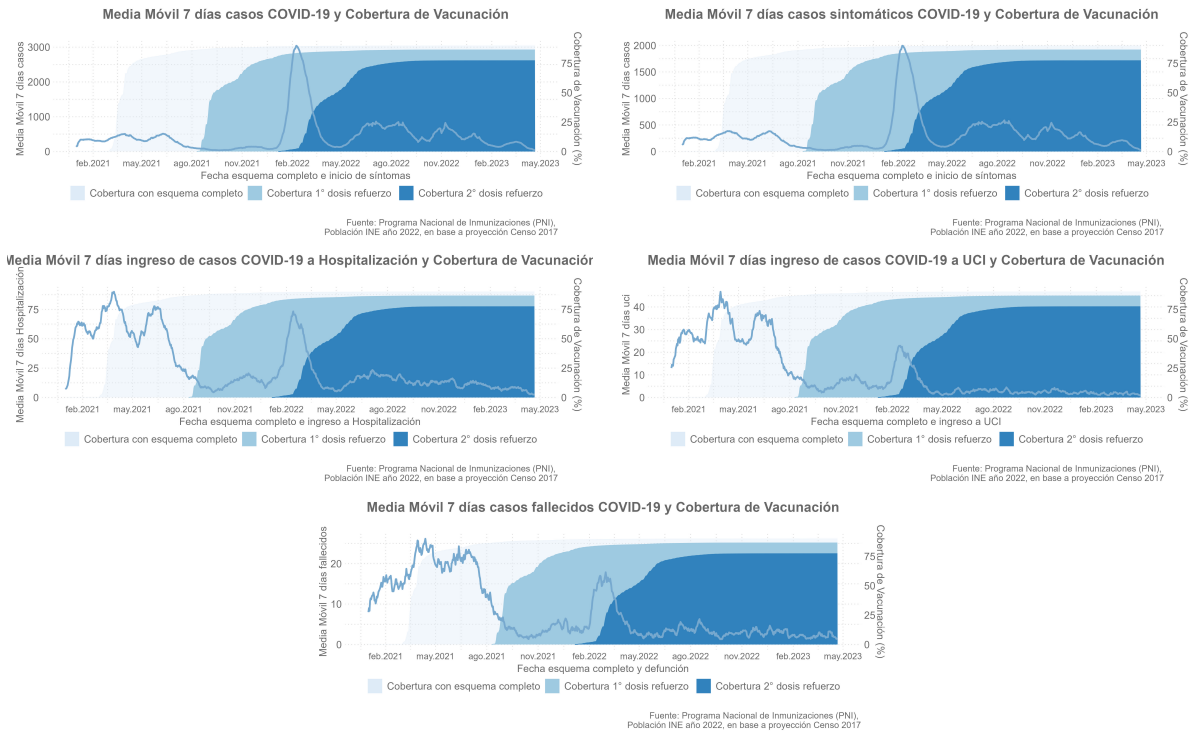 Media Móvil 7 días casos COVID-19 y Cobertura de Vacunación
Media Móvil 7 días casos
3000
2000
1000
0
Cobertura de Vacunación (%)
75
50
25
0
feb.2021 may.2021 ago.2021 nov.2021 feb.2022 may.2022 ago.2022 nov.2022 feb.2023 may.2023
Fecha esquema completo e inicio de síntomas
Cobertura con esquema completo Cobertura 1° dosis refuerzo Cobertura 2° dosis refuerzo
Fuente: Programa Nacional de Inmunizaciones (PNI),
Población INE año 2022, en base a proyección Censo 2017
Media Móvil 7 días casos sintomáticos COVID-19 y Cobertura de Vacunación
Media Móvil 7 días casos
2000
1500
1000
500
0
Cobertura de Vacunación (%)
75
50
25
0
feb.2021 may.2021 ago.2021 nov.2021 feb.2022 may.2022 ago.2022 nov.2022 feb.2023 may.2023
Fecha esquema completo e inicio de síntomas
Cobertura con esquema completo Cobertura 1° dosis refuerzo Cobertura 2° dosis refuerzo
Fuente: Programa Nacional de Inmunizaciones (PNI),
Población INE año 2022, en base a proyección Censo 2017
Media Móvil 7 días ingreso de casos COVID-19 a Hospitalización y Cobertura de Vacunación
Media Móvil 7 días Hospitalización
75
50
25
0
Cobertura de Vacunación (%)
75
50
25
0
feb.2021 may.2021 ago.2021 nov.2021 feb.2022 may.2022 ago.2022 nov.2022 feb.2023 may.2023
Fecha esquema completo e ingreso a Hospitalización
Cobertura con esquema completo Cobertura 1° dosis refuerzo Cobertura 2° dosis refuerzo
Fuente: Programa Nacional de Inmunizaciones (PNI),
Población INE año 2022, en base a proyección Censo 2017
Media Móvil 7 días ingreso de casos COVID-19 a UCI y Cobertura de Vacunación
Media Móvil 7 días uci
40
30
20
10
0
Cobertura de Vacunación (%)
75
50
25
0
feb.2021 may.2021 ago.2021 nov.2021 feb.2022 may.2022 ago.2022 nov.2022 feb.2023 may.2023
Fecha esquema completo e ingreso a UCI
Cobertura con esquema completo Cobertura 1° dosis refuerzo Cobertura 2° dosis refuerzo
Fuente: Programa Nacional de Inmunizaciones (PNI),
Población INE año 2022, en base a proyección Censo 2017
Media Móvil 7 días casos fallecidos COVID-19 y Cobertura de Vacunación
Media Móvil 7 días fallecidos
20
10
0
Cobertura de Vacunación (%)
75
50
25
0
feb.2021 may.2021 ago.2021 nov.2021 feb.2022 may.2022 ago.2022 nov.2022 feb.2023 may.2023
Fecha esquema completo y defunción
Cobertura con esquema completo Cobertura 1° dosis refuerzo Cobertura 2° dosis refuerzo
Fuente: Programa Nacional de Inmunizaciones (PNI),
Población INE año 2022, en base a proyección Censo 2017